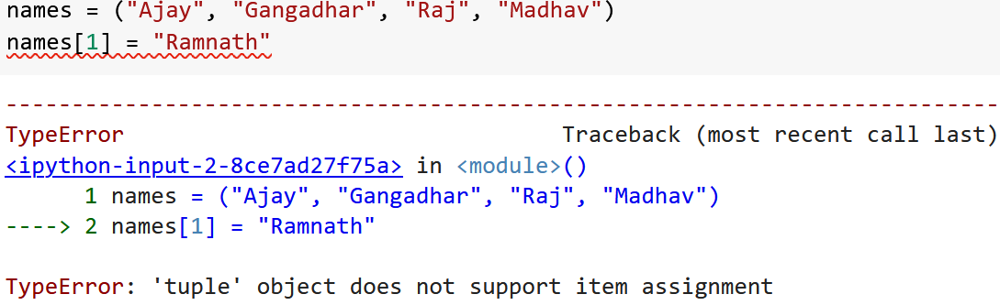 names = ("Ajay", "Gangadhar", "Raj", "Madhav")
names[1] = "Ramnath"
---------------------------------------------------------------------------
TypeError                                 Traceback (most recent call last)
<ipython-input-2-8ce7ad27f75a> in <module>()
      1 names = ("Ajay", "Gangadhar", "Raj", "Madhav")
----> 2 names[1] = "Ramnath"
TypeError: 'tuple' object does not support item assignment